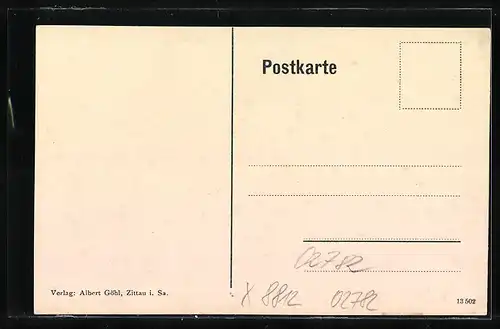 Postkarte
02782
X 8812 02782
Verlag: Albert Göbl, Zittau i. Sa.
13 502